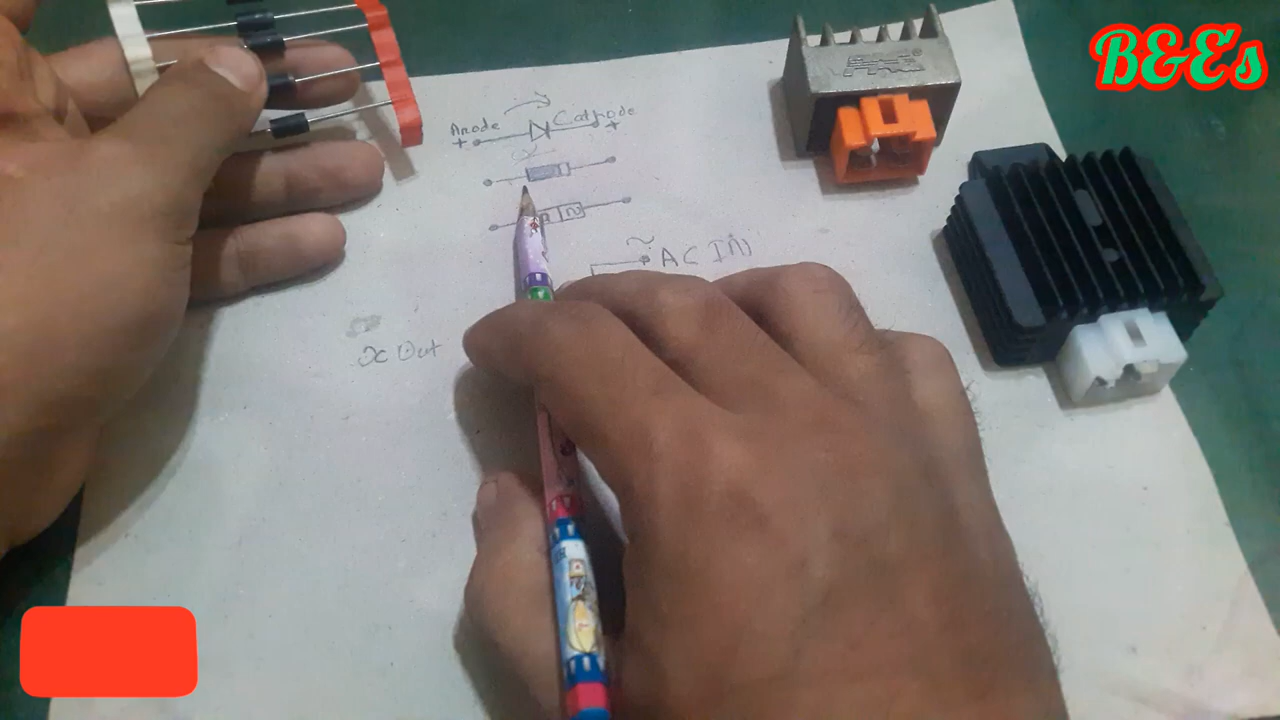 B&Es
Anode Cathode
+ +
~
AC IN
DC Out